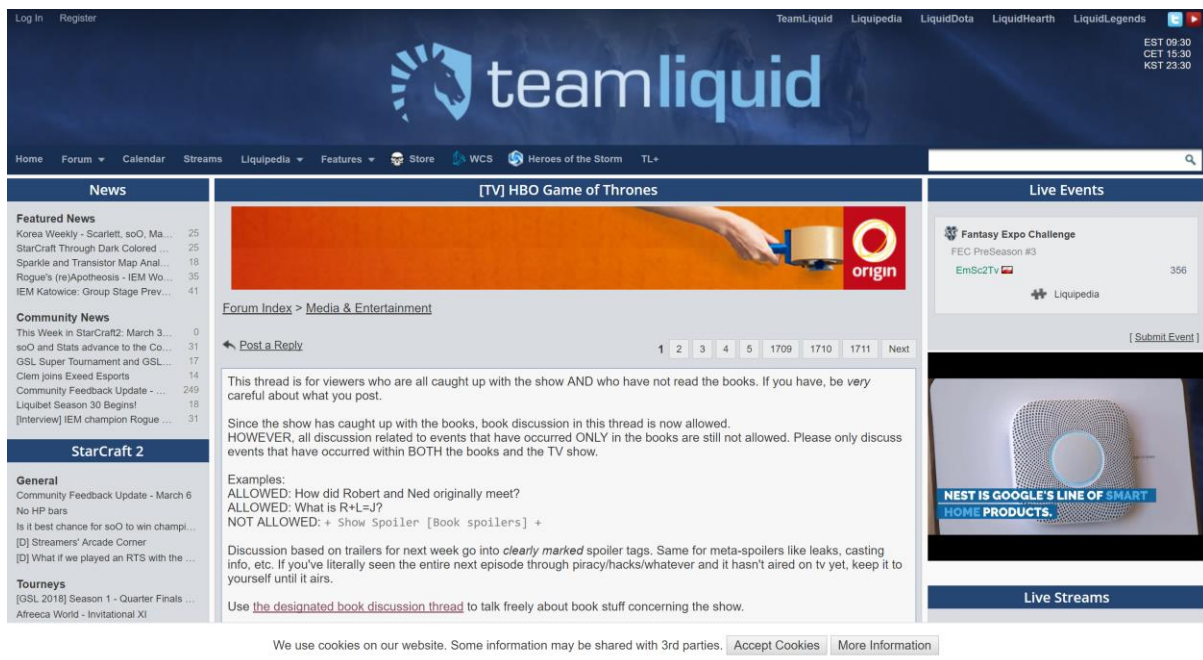 Log In Register
TeamLiquid Liquipedia LiquidDota LiquidHearth LiquidLegends
EST 09:30
CET 15:30
KST 23:30
teamliquid
Home Forum Calendar Streams Liquipedia Features Store WCS Heroes of the Storm TL+
News
Featured News
Korea Weekly - Scarlett, soO, Ma... 25
StarCraft Through Dark Colored ... 25
Sparkle and Transistor Map Anal... 18
Rogue's (re)Apotheosis - IEM Wo... 35
IEM Katowice: Group Stage Prev... 41
Community News
This Week in StarCraft2: March 3... 0
soO and Stats advance to the Co... 31
GSL Super Tournament and GSL... 17
Clem joins Exeed Esports 14
Community Feedback Update - ... 249
Liquibet Season 30 Begins! 18
[Interview] IEM champion Rogue ... 31
StarCraft 2
General
Community Feedback Update - March 6
No HP bars
Is it best chance for soO to win champi...
[D] Streamers' Arcade Corner
[D] What if we played an RTS with the ...
Tourneys
[GSL 2018] Season 1 - Quarter Finals ...
Afreeca World - Invitational XI
[TV] HBO Game of Thrones
origin
Forum Index > Media & Entertainment
Post a Reply
1 2 3 4 5 1709 1710 1711 Next
This thread is for viewers who are all caught up with the show AND who have not read the books. If you have, be very
careful about what you post.
Since the show has caught up with the books, book discussion in this thread is now allowed.
HOWEVER, all discussion related to events that have occurred ONLY in the books are still not allowed. Please only discuss
events that have occurred within BOTH the books and the TV show.
Examples:
ALLOWED: How did Robert and Ned originally meet?
ALLOWED: What is R+L=J?
NOT ALLOWED: + Show Spoiler [Book spoilers] +
Discussion based on trailers for next week go into clearly marked spoiler tags. Same for meta-spoilers like leaks, casting
info, etc. If you've literally seen the entire next episode through piracy/hacks/whatever and it hasn't aired on tv yet, keep it to
yourself until it airs.
Use the designated book discussion thread to talk freely about book stuff concerning the show.
Live Events
Fantasy Expo Challenge
FEC PreSeason #3
EmSc2Tv 356
Liquipedia
[ Submit Event ]
NEST IS GOOGLE'S LINE OF SMART
HOME PRODUCTS.
Live Streams
We use cookies on our website. Some information may be shared with 3rd parties. Accept Cookies More Information